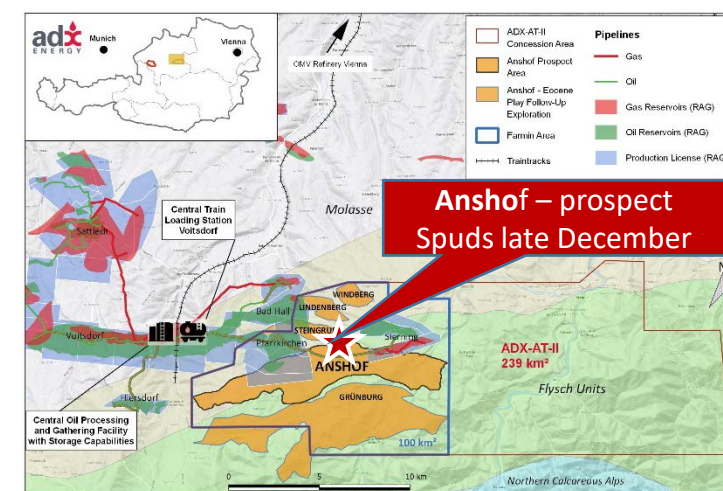 adx
ENERGY
Munich
Vienna
OMV Refinery Vienna
ADX-AT-II
Concession Area
Anshof Prospect
Area
Anshof - Eocene
Play Follow-Up
Exploration
Farmin Area
Traintracks
Pipelines
Gas
Oil
Gas Reservoirs (RAG)
Oil Reservoirs (RAG)
Production License (RAG
Anshof – prospect
Spuds late December
Central Train
Loading Station
Voitsdorf
Molasse
Sattledt
WINDBERG
LINDENBERG
Bad Hall
Voitsdorf
Pfarrkirchen
Sierning
ANSHOF
ADX-AT-II
239 km²
Flysch Units
GRÜNBURG
Central Oil Processing
and Gathering Facility
with Storage Capabilities
100 km²
0 5 10 km
Northern Calcareous Alps